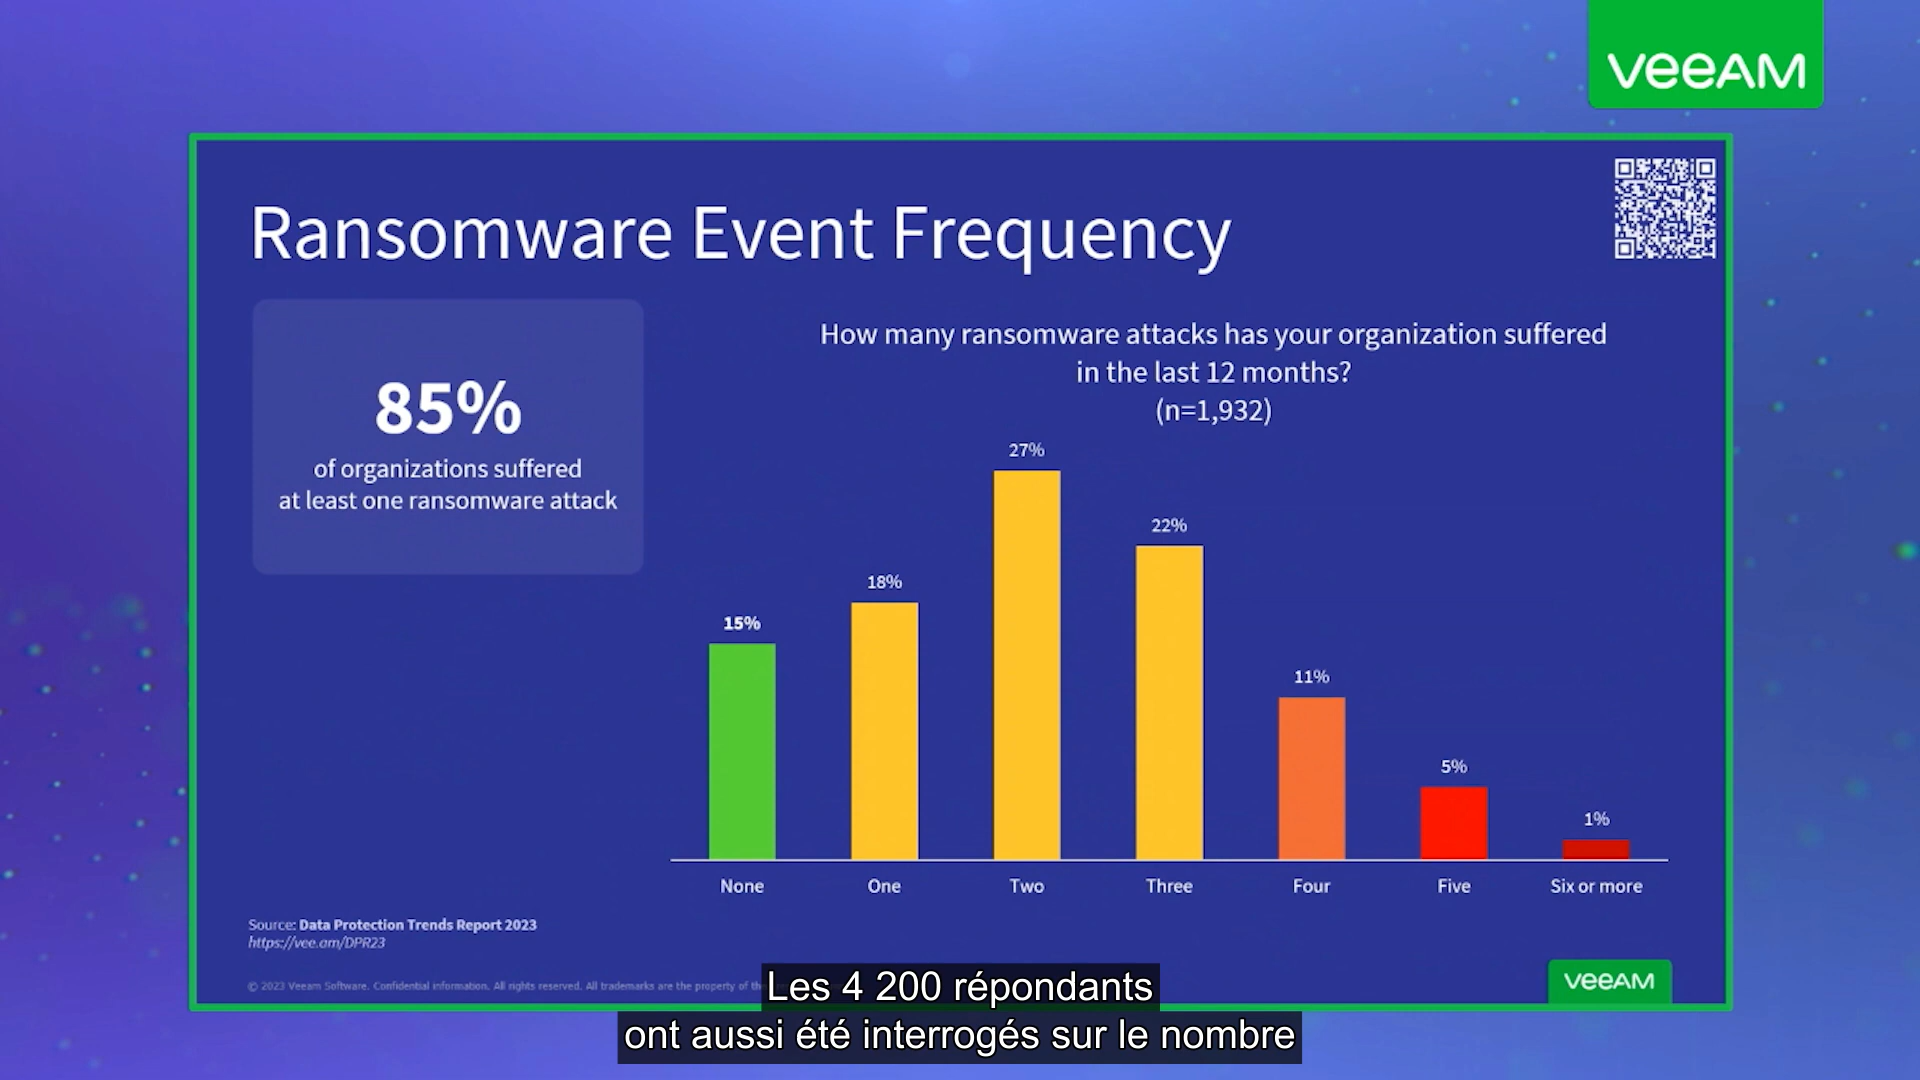 veeAM
Ransomware Event Frequency
85%
of organizations suffered
at least one ransomware attack
How many ransomware attacks has your organization suffered
in the last 12 months?
(n=1,932)
15%
18%
27%
22%
11%
5%
1%
None
One
Two
Three
Four
Five
Six or more
Source: Data Protection Trends Report 2023
https://vee.am/DPR23
© 2023 Veeam Software. Confidential information. All rights reserved. All trademarks are the property of
veeAM
Les 4 200 répondants
ont aussi été interrogés sur le nombre